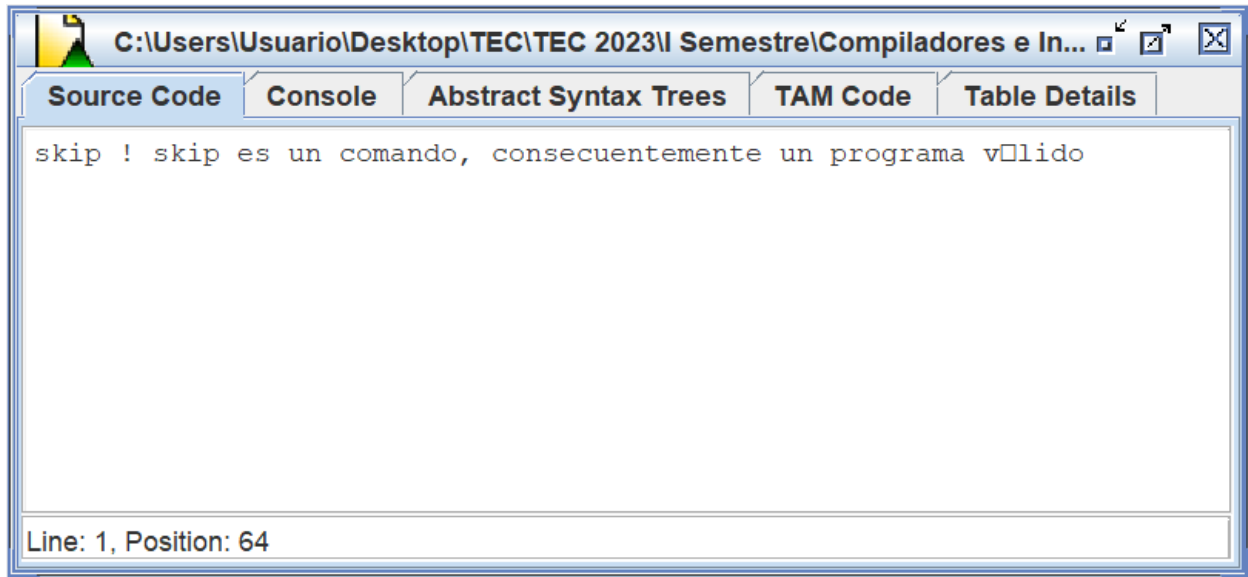 C:\Users\Usuario\Desktop\TEC\TEC 2023\I Semestre\Compiladores e In...
Source Code Console Abstract Syntax Trees TAM Code Table Details
skip ! skip es un comando, consecuentemente un programa v□lido
Line: 1, Position: 64